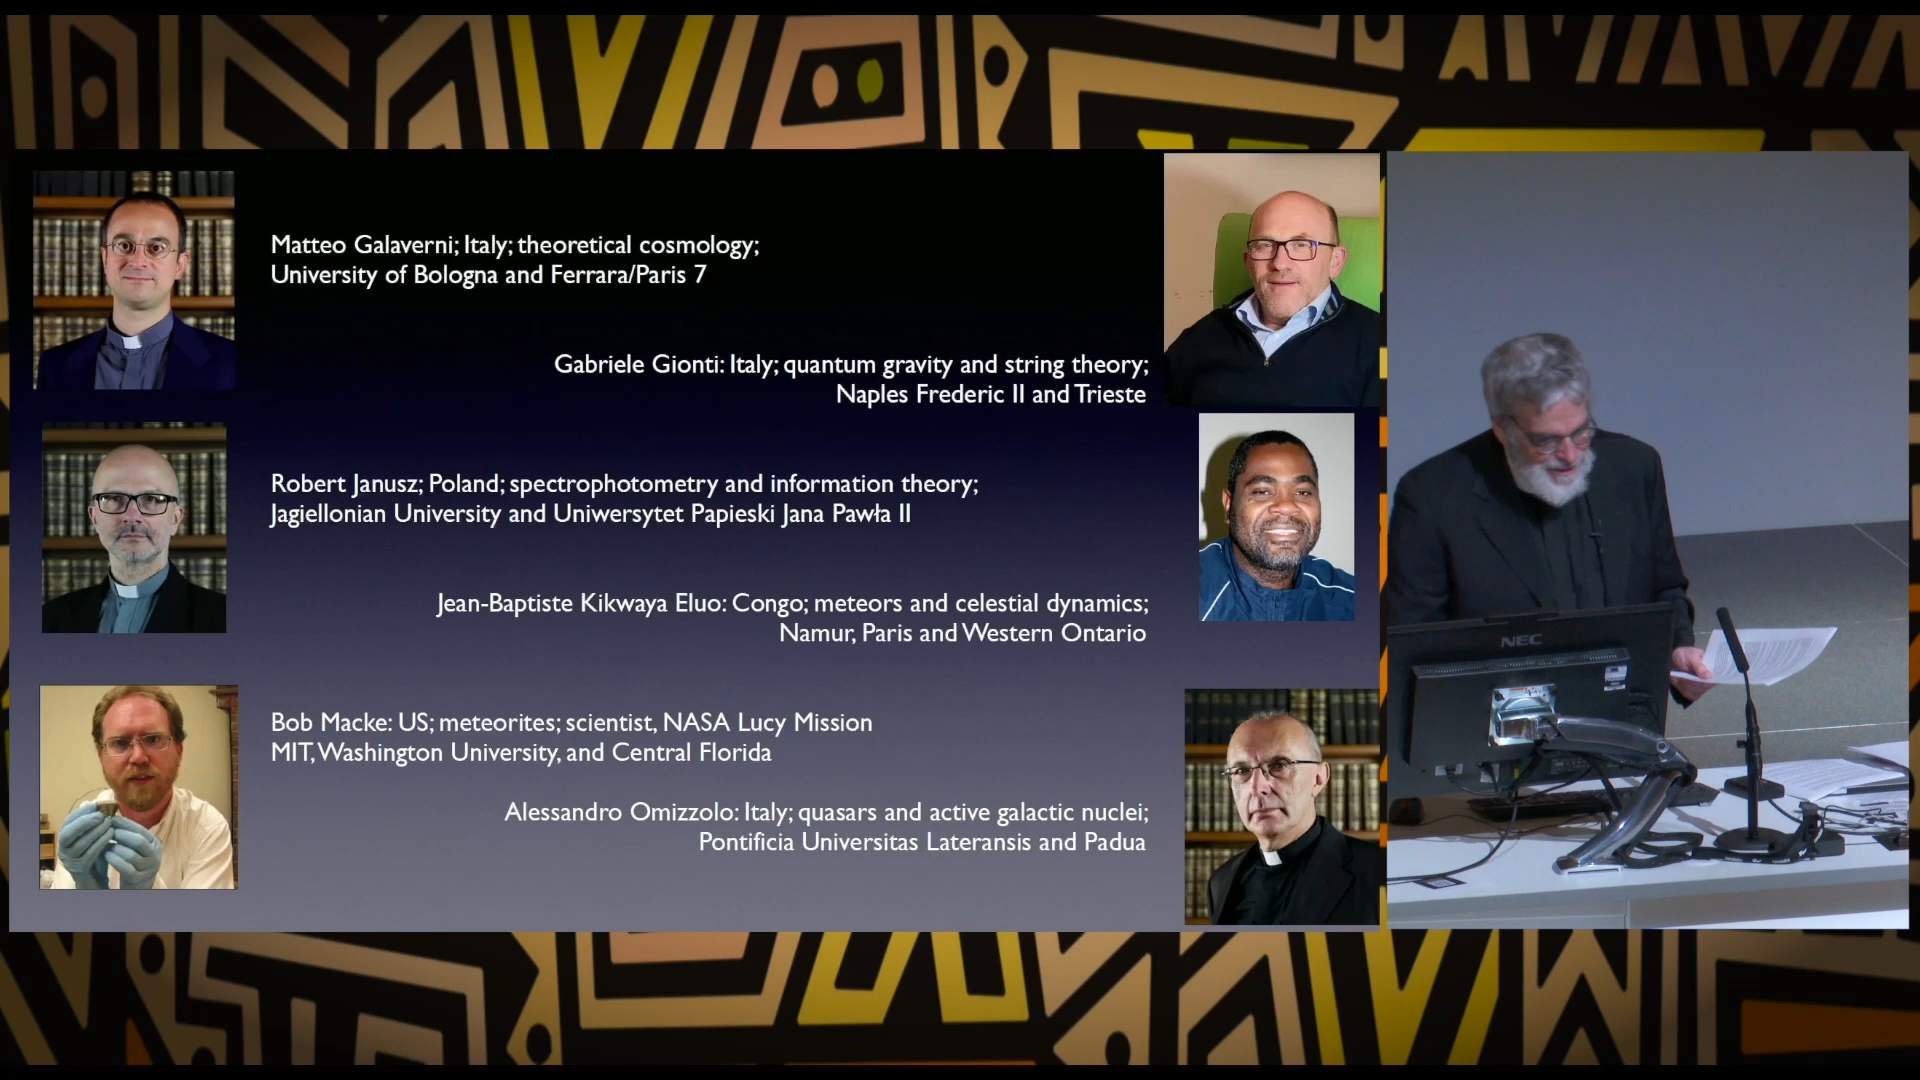 Matteo Galaverni; Italy; theoretical cosmology;
University of Bologna and Ferrara/Paris 7
Gabriele Gionti: Italy; quantum gravity and string theory;
Naples Frederic II and Trieste
Robert Janusz; Poland; spectrophotometry and information theory;
Jagiellonian University and Uniwersytet Papieski Jana Pawła II
Jean-Baptiste Kikwaya Eluo: Congo; meteors and celestial dynamics;
Namur, Paris and Western Ontario
Bob Macke: US; meteorites; scientist, NASA Lucy Mission
MIT, Washington University, and Central Florida
Alessandro Omizzolo: Italy; quasars and active galactic nuclei;
Pontificia Universitas Lateransis and Padua
NEC